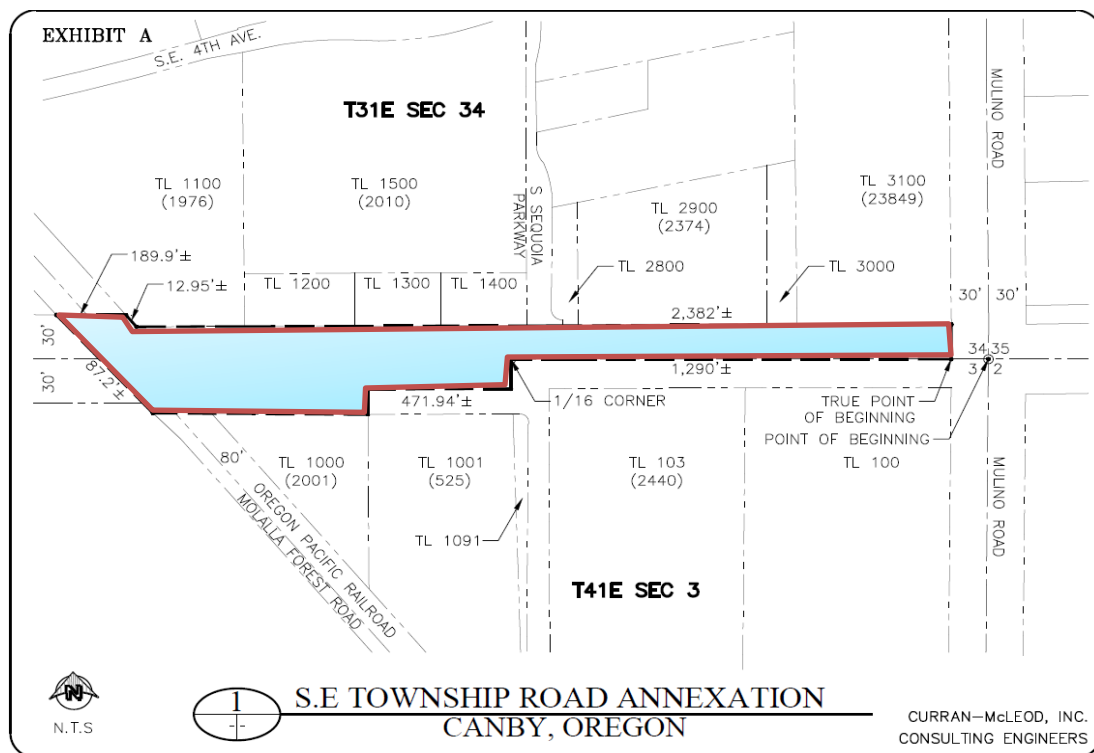 EXHIBIT A
S.E. 4TH AVE.
T31E SEC 34
MULINO ROAD
TL 1100
(1976)
TL 1500
(2010)
S SEQUOIA
PARKWAY
TL 2900
(2374)
TL 3100
(23849)
189.9'±
12.95'±
TL 1200
TL 1300
TL 1400
TL 2800
TL 3000
30'
30'
2,382'±
30'
30'
87.2'±
34
35
3
2
1,290'±
471.94'±
1/16 CORNER
TRUE POINT
OF BEGINNING
POINT OF BEGINNING
80'
TL 1000
(2001)
TL 1001
(525)
TL 103
(2440)
TL 100
OREGON PACIFIC RAILROAD
MOLALLA FOREST ROAD
TL 1091
MULINO ROAD
T41E SEC 3
N
N.T.S
1
--
S.E TOWNSHIP ROAD ANNEXATION
CANBY, OREGON
CURRAN-McLEOD, INC.
CONSULTING ENGINEERS